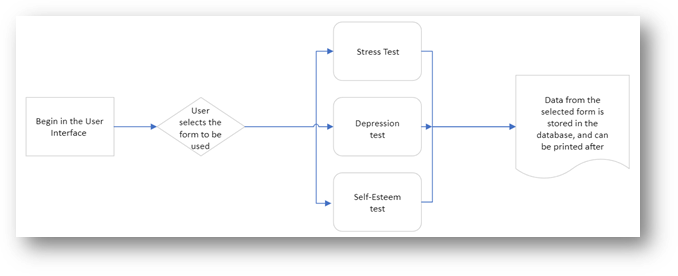 Begin in the User
Interface
User
selects the
form to be
used
Stress Test
Depression
test
Self-Esteem
test
Data from the
selected form is
stored in the
database, and can
be printed after